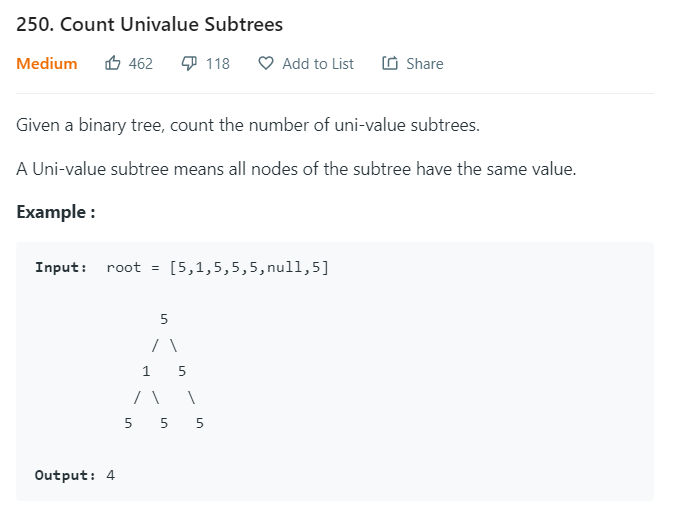 250. Count Univalue Subtrees
Medium 462 118 Add to List Share
Given a binary tree, count the number of uni-value subtrees.
A Uni-value subtree means all nodes of the subtree have the same value.
Example :
Input: root = [5,1,5,5,5,null,5]
5
/ \
1 5
/ \ \
5 5 5
Output: 4